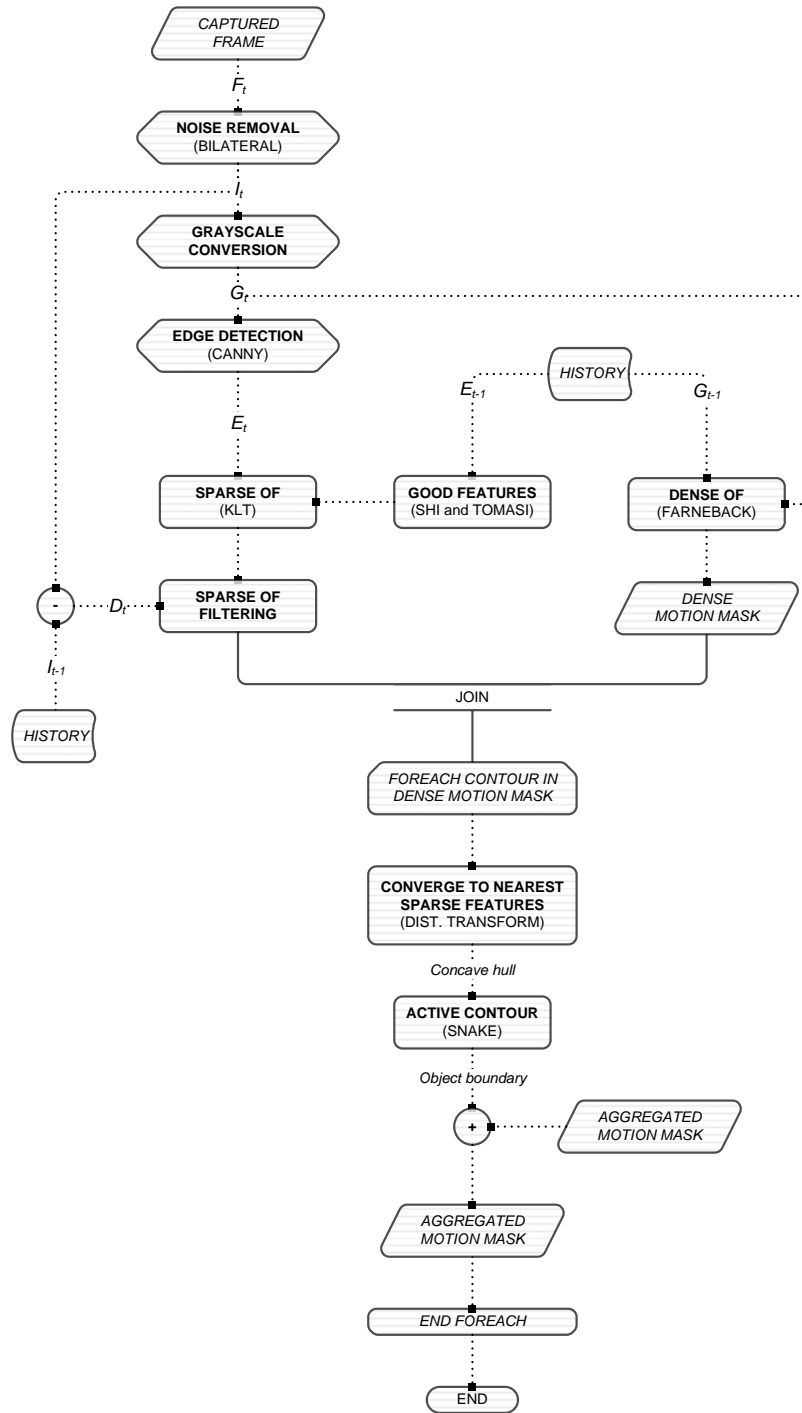 CAPTURED
FRAME
Ft
NOISE REMOVAL
(BILATERAL)
It
GRAYSCALE
CONVERSION
Gt
EDGE DETECTION
(CANNY)
HISTORY
Et-1
Gt-1
Et
SPARSE OF
(KLT)
GOOD FEATURES
(SHI and TOMASI)
DENSE OF
(FARNEBACK)
-
Dt
SPARSE OF
FILTERING
DENSE
MOTION MASK
It-1
HISTORY
JOIN
FOREACH CONTOUR IN
DENSE MOTION MASK
CONVERGE TO NEAREST
SPARSE FEATURES
(DIST. TRANSFORM)
Concave hull
ACTIVE CONTOUR
(SNAKE)
Object boundary
+
AGGREGATED
MOTION MASK
AGGREGATED
MOTION MASK
END FOREACH
END